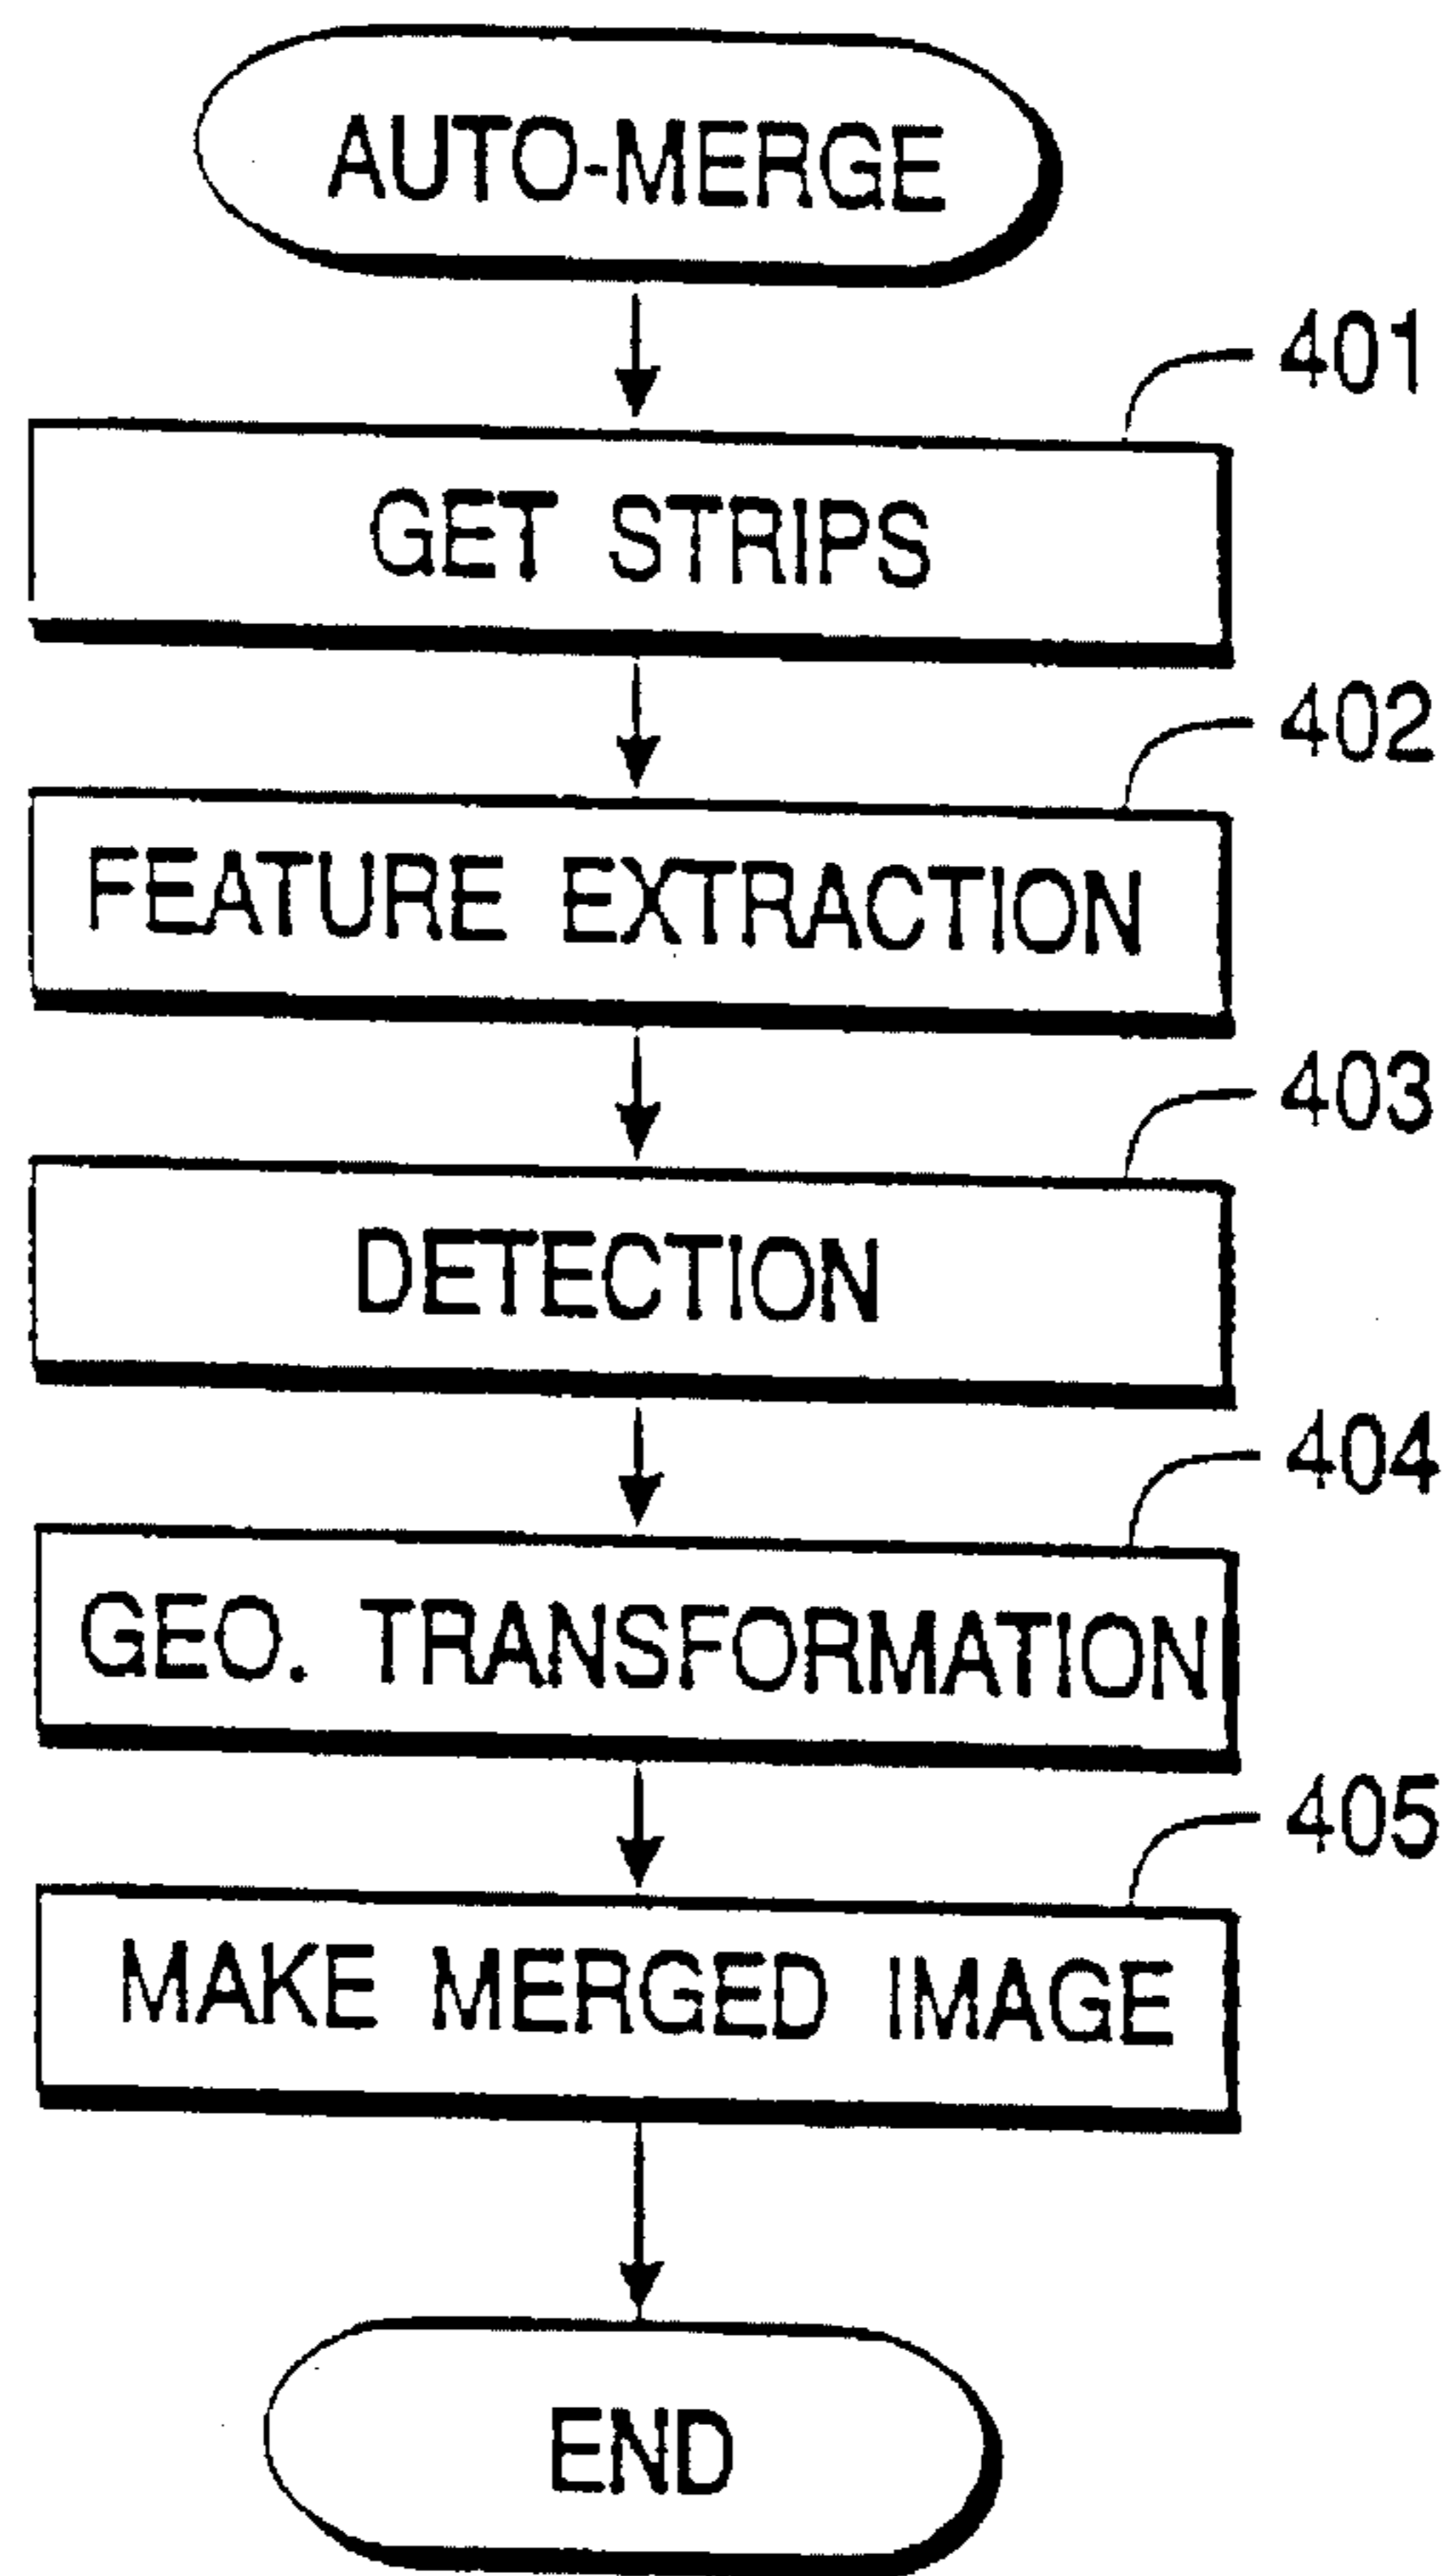 AUTO-MERGE
401
GET STRIPS
402
FEATURE EXTRACTION
403
DETECTION
404
GEO. TRANSFORMATION
405
MAKE MERGED IMAGE
END